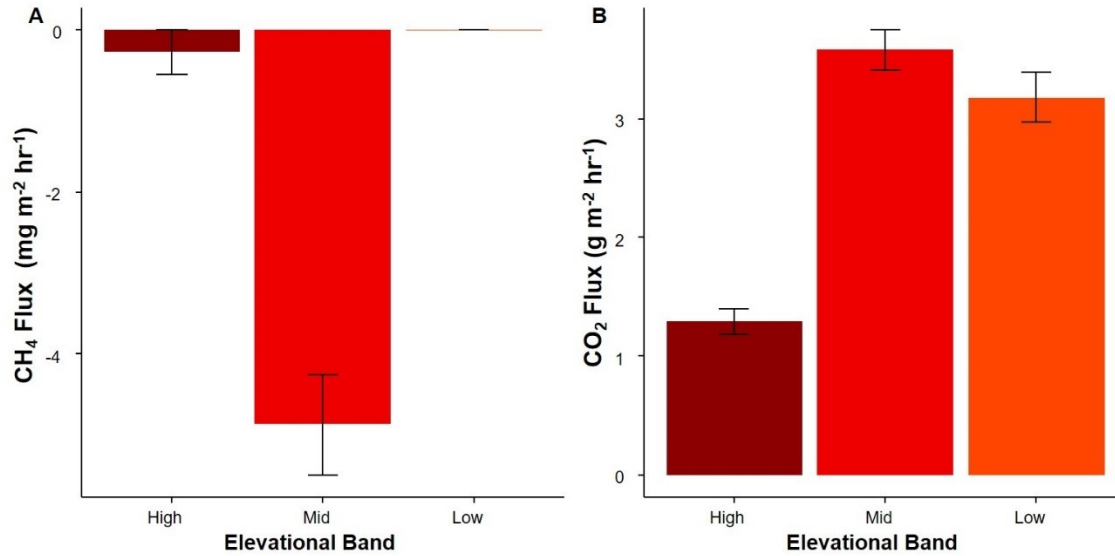 A
CH₄ Flux (mg m⁻² hr⁻¹)
0
-2
-4
High Mid Low
Elevational Band
B
CO₂ Flux (g m⁻² hr⁻¹)
3
2
1
0
High Mid Low
Elevational Band